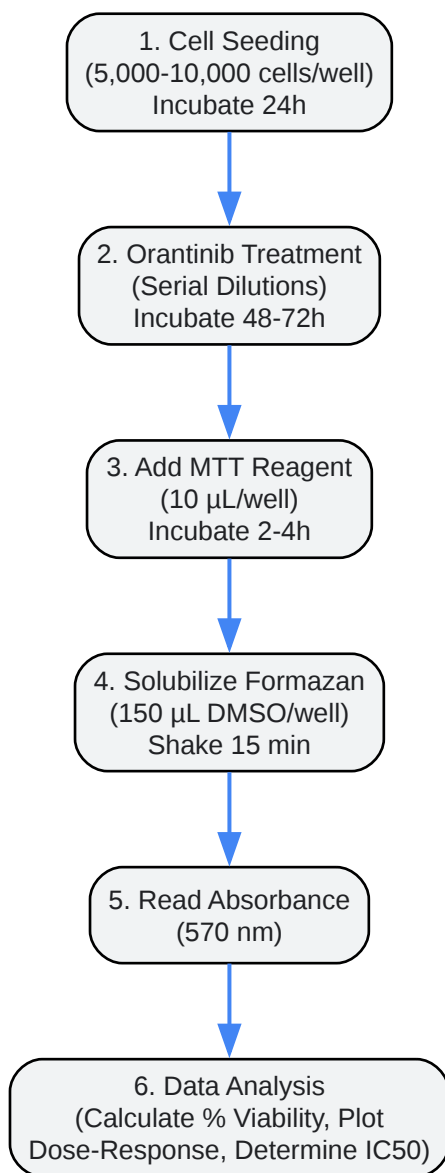 1. Cell Seeding
(5,000-10,000 cells/well)
Incubate 24h
2. Orantinib Treatment
(Serial Dilutions)
Incubate 48-72h
3. Add MTT Reagent
(10 µL/well)
Incubate 2-4h
4. Solubilize Formazan
(150 µL DMSO/well)
Shake 15 min
5. Read Absorbance
(570 nm)
6. Data Analysis
(Calculate % Viability, Plot
Dose-Response, Determine IC50)